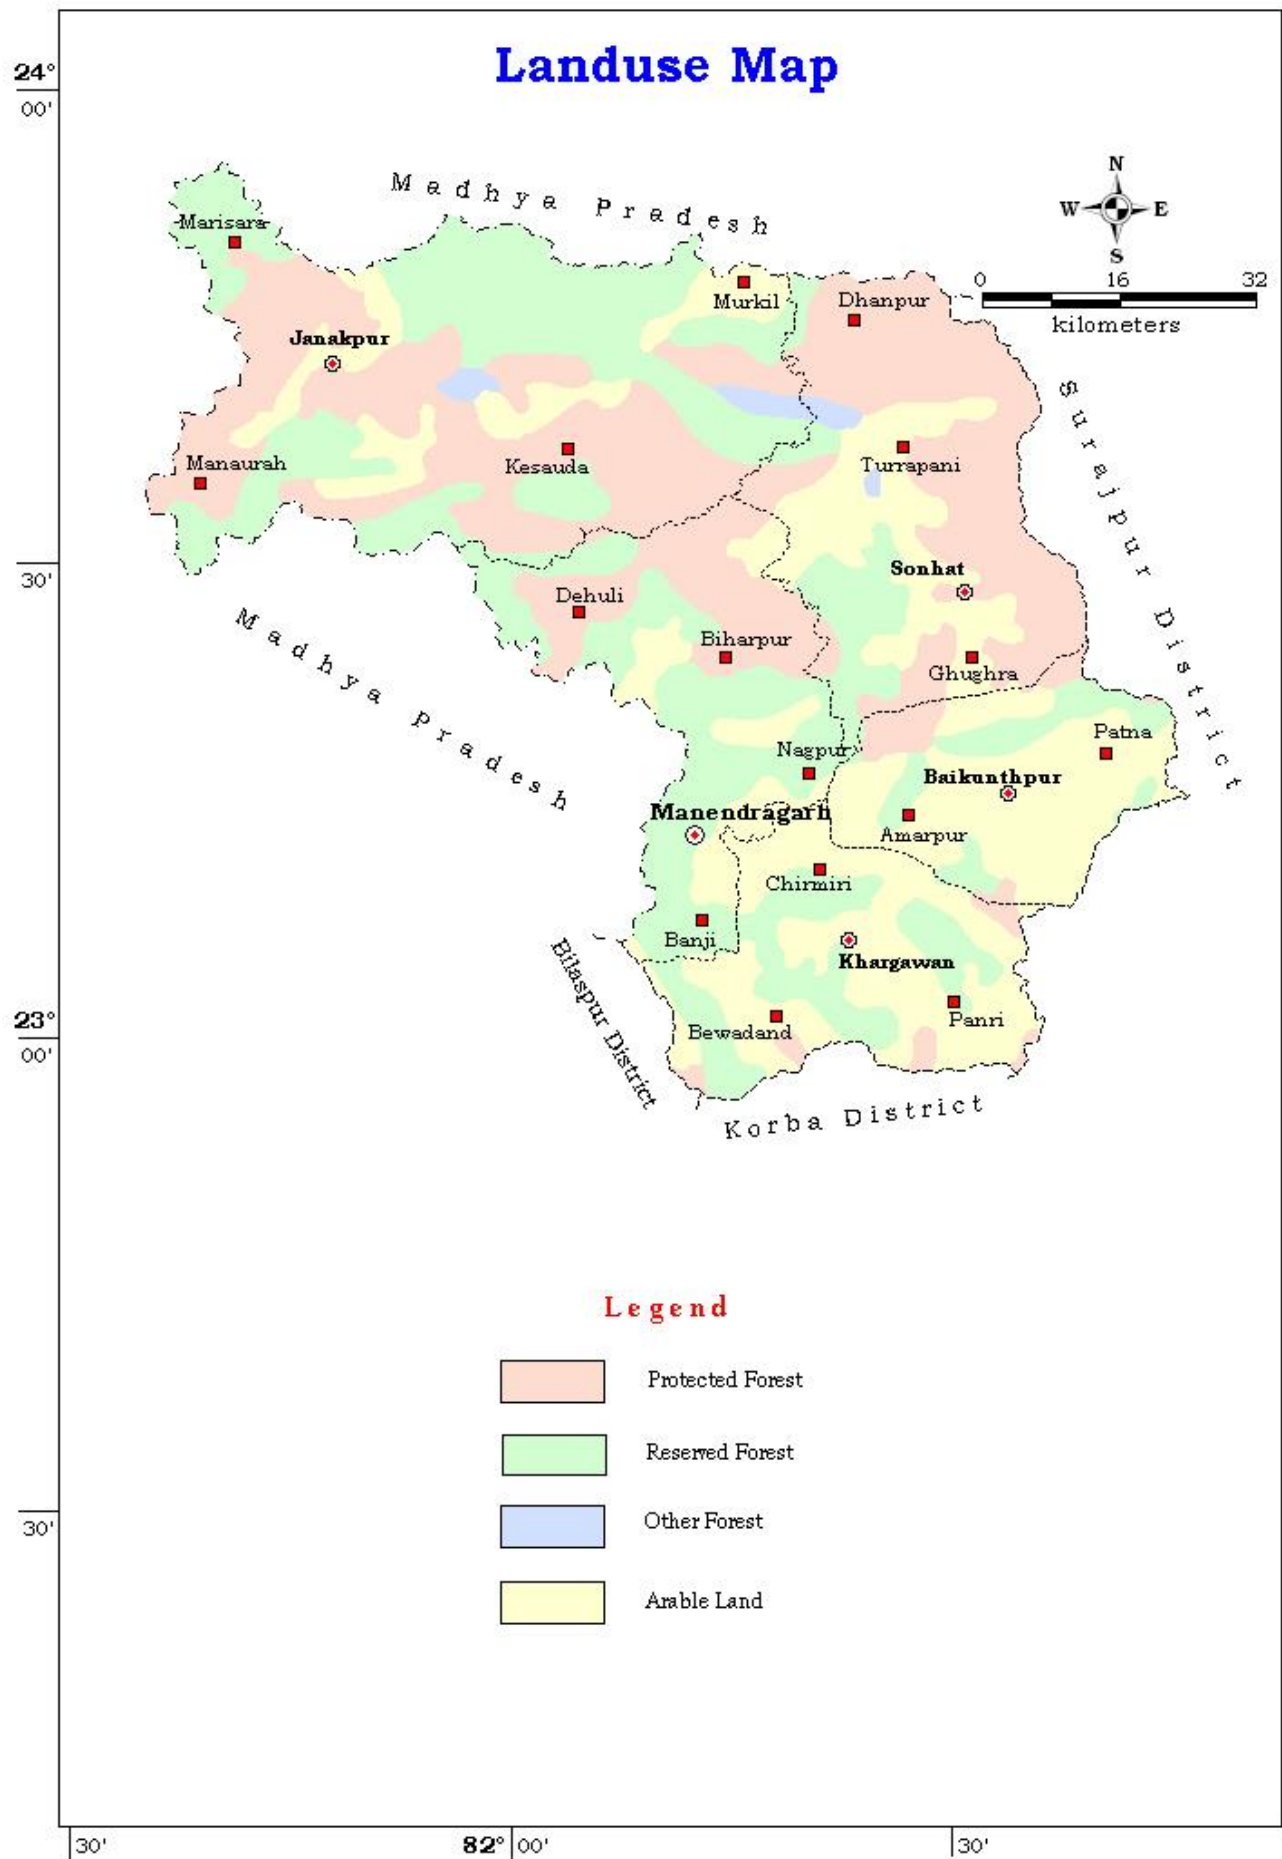 Landuse Map
24°
00'
Madhya Pradesh
N
W E
S
Marisara
0 16 32
kilometers
Murkil
Dhanpur
Janakpur
Surajpur District
Manaurah
Kesauda
Turrapani
30'
Sonhat
Dehuli
Madhya Pradesh
Biharpur
Ghughra
Patna
Nagpur
Baikunthpur
Manendragarh
Amarpur
Chirmiri
Banji
Bilaspur District
Khargawan
23°
00'
Bewadand
Panri
Korba District
Legend
Protected Forest
Reserved Forest
30'
Other Forest
Arable Land
30' 82° 00' 30'